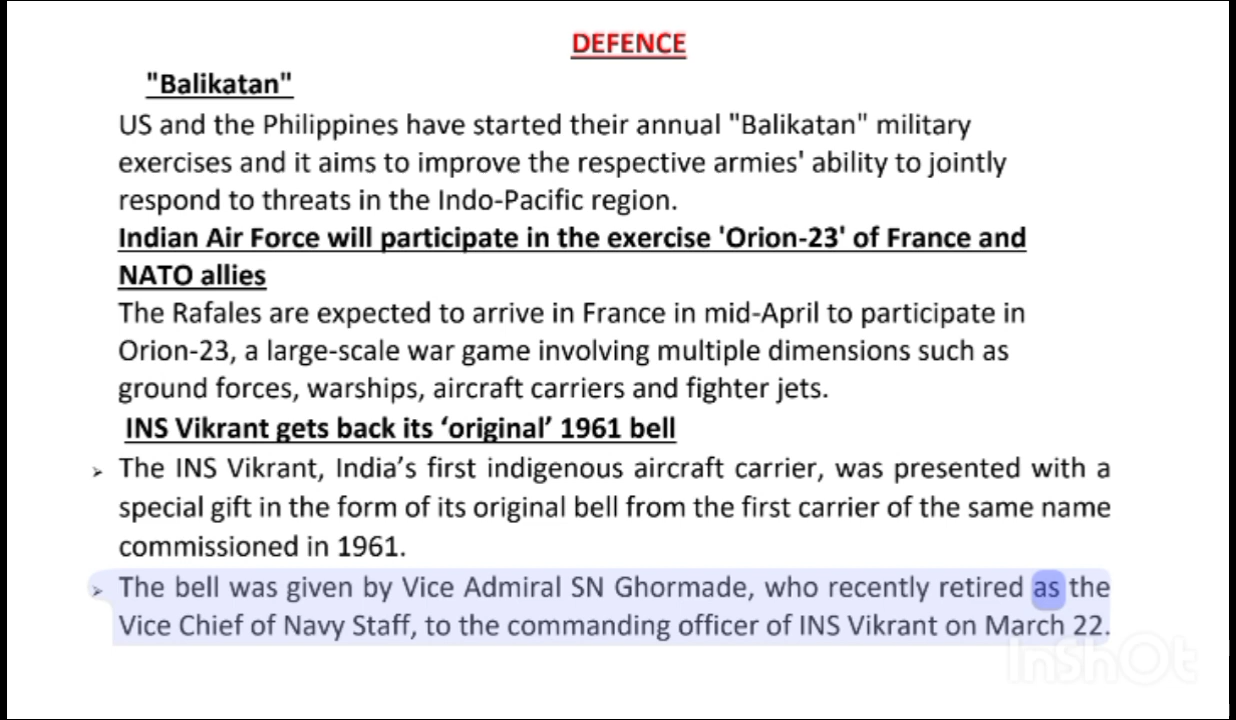 DEFENCE
"Balikatan"
US and the Philippines have started their annual "Balikatan" military
exercises and it aims to improve the respective armies' ability to jointly
respond to threats in the Indo-Pacific region.
Indian Air Force will participate in the exercise 'Orion-23' of France and
NATO allies
The Rafales are expected to arrive in France in mid-April to participate in
Orion-23, a large-scale war game involving multiple dimensions such as
ground forces, warships, aircraft carriers and fighter jets.
INS Vikrant gets back its ‘original’ 1961 bell
➢ The INS Vikrant, India’s first indigenous aircraft carrier, was presented with a
special gift in the form of its original bell from the first carrier of the same name
commissioned in 1961.
➢ The bell was given by Vice Admiral SN Ghormade, who recently retired as the
Vice Chief of Navy Staff, to the commanding officer of INS Vikrant on March 22.
InShOt